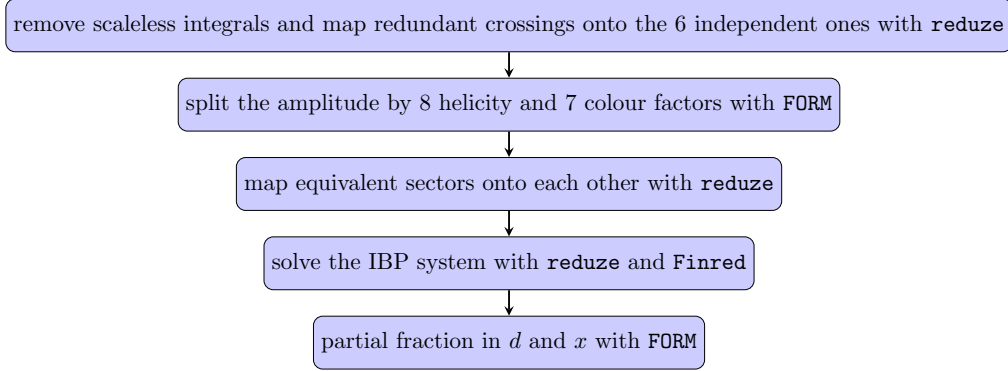 remove scaleless integrals and map redundant crossings onto the 6 independent ones with reduze
split the amplitude by 8 helicity and 7 colour factors with FORM
map equivalent sectors onto each other with reduze
solve the IBP system with reduze and Finred
partial fraction in d and x with FORM